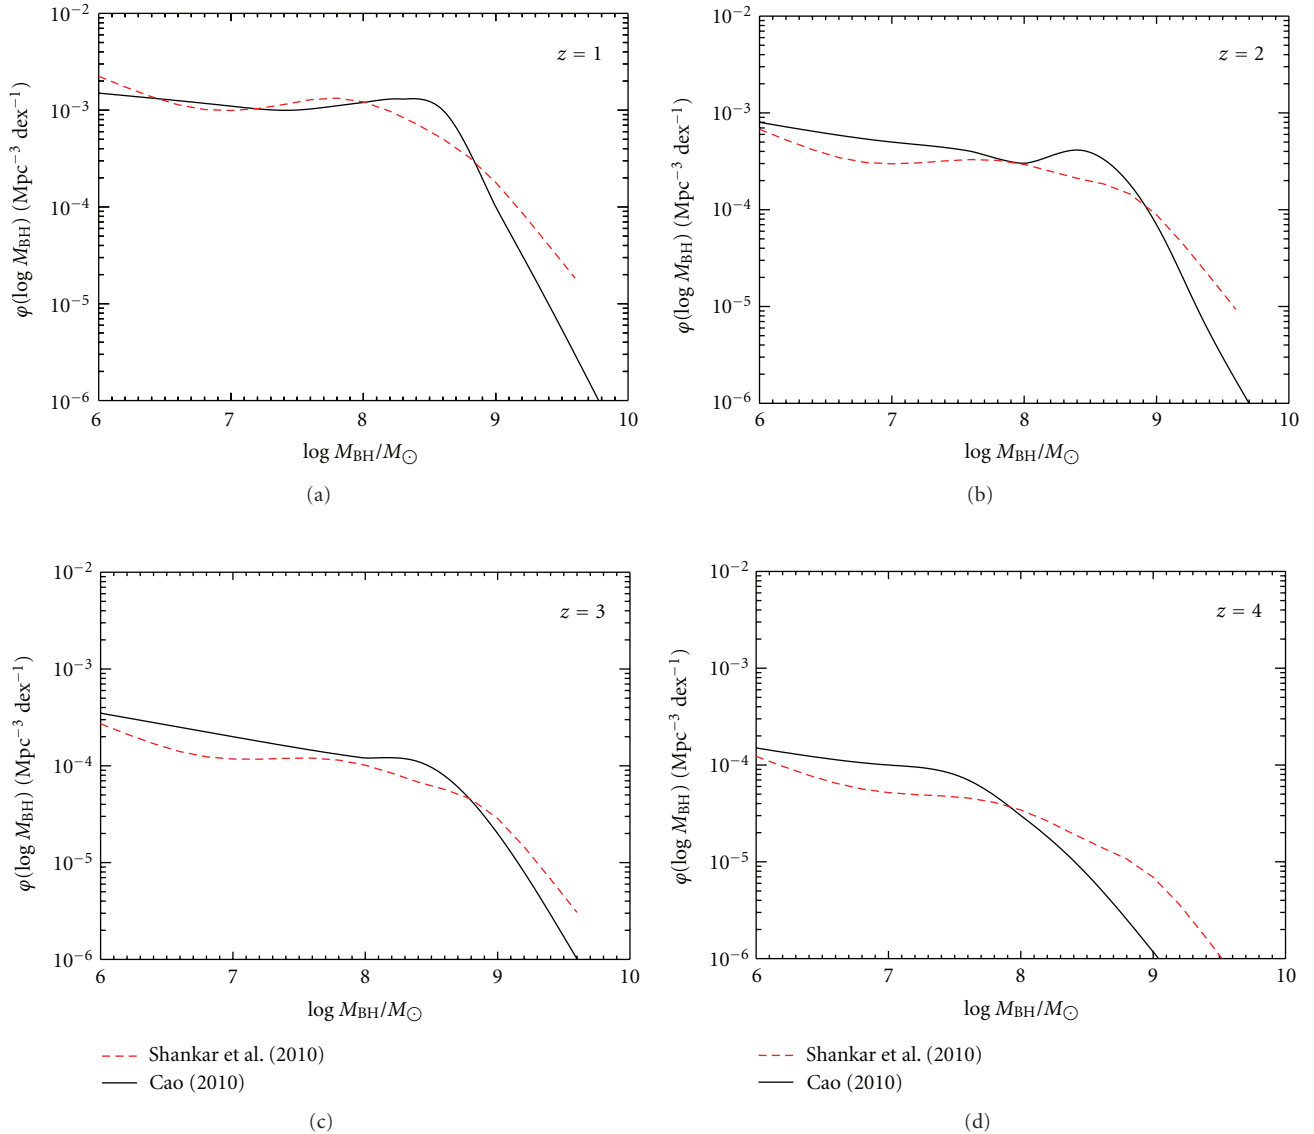 10⁻²
10⁻³
10⁻⁴
10⁻⁵
10⁻⁶
φ(log M_BH) (Mpc⁻³ dex⁻¹)
z = 1
6 7 8 9 10
log M_BH/M_⊙
(a)
10⁻²
10⁻³
10⁻⁴
10⁻⁵
10⁻⁶
φ(log M_BH) (Mpc⁻³ dex⁻¹)
z = 2
6 7 8 9 10
log M_BH/M_⊙
(b)
10⁻²
10⁻³
10⁻⁴
10⁻⁵
10⁻⁶
φ(log M_BH) (Mpc⁻³ dex⁻¹)
z = 3
6 7 8 9 10
log M_BH/M_⊙
Shankar et al. (2010)
Cao (2010)
(c)
10⁻²
10⁻³
10⁻⁴
10⁻⁵
10⁻⁶
φ(log M_BH) (Mpc⁻³ dex⁻¹)
z = 4
6 7 8 9 10
log M_BH/M_⊙
Shankar et al. (2010)
Cao (2010)
(d)